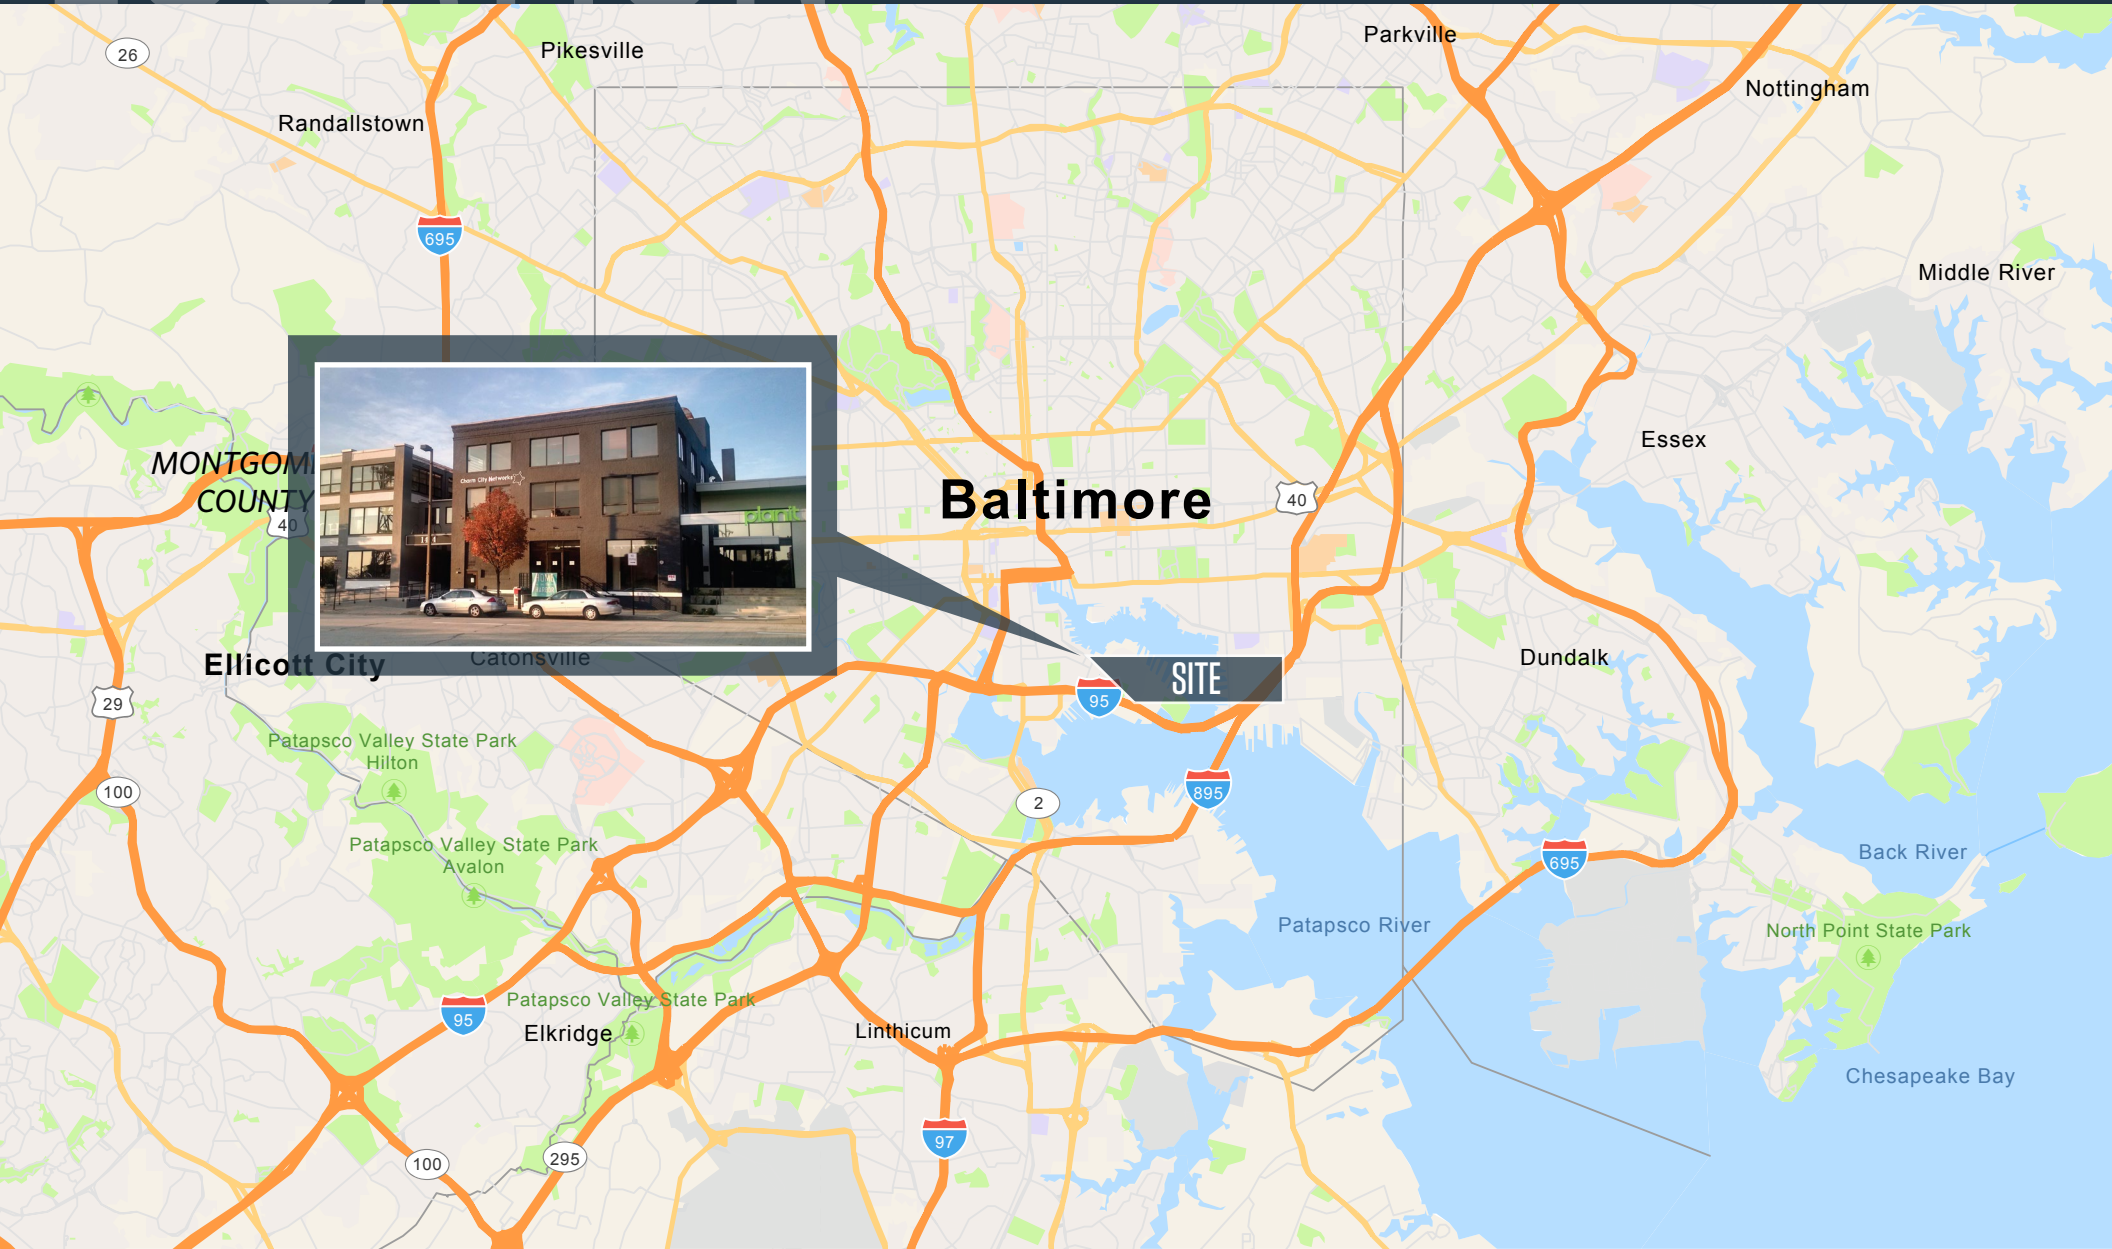 26
Pikesville
Parkville
Nottingham
Randallstown
695
Middle River
MONTGOM
COUNTY
40
Charm City Networks
planit
Baltimore
40
Essex
Ellicott City
Catonsville
Dundalk
SITE
95
29
Patapsco Valley State Park
Hilton
100
895
2
Patapsco Valley State Park
Avalon
695
Back River
Patapsco River
North Point State Park
Patapsco Valley State Park
95
Elkridge
Linthicum
Chesapeake Bay
97
100
295